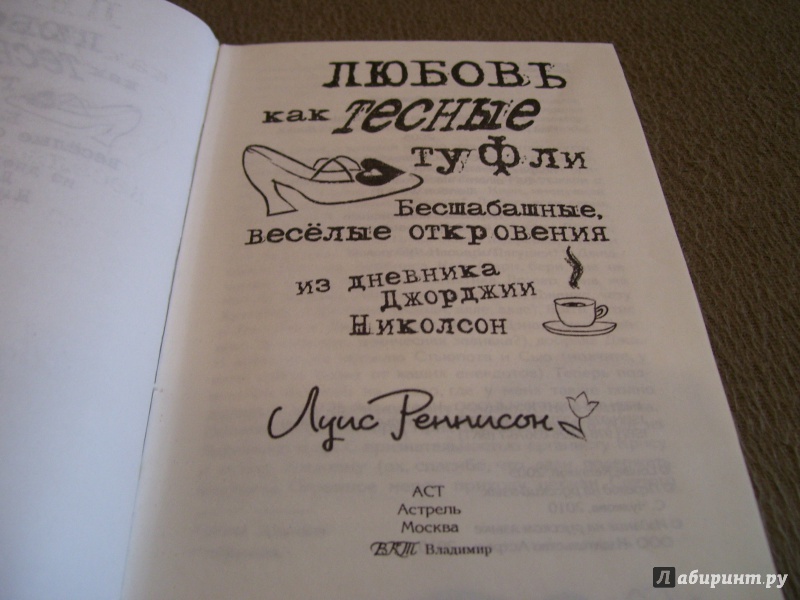 ЛЮБОВЬ
как тесные
туфли
Бесшабашные,
весёлые откровения
из дневника
Джорджии
Николсон
Луис Реннисон
АСТ
Астрель
Москва
ВКТ Владимир
Лабиринт.ру